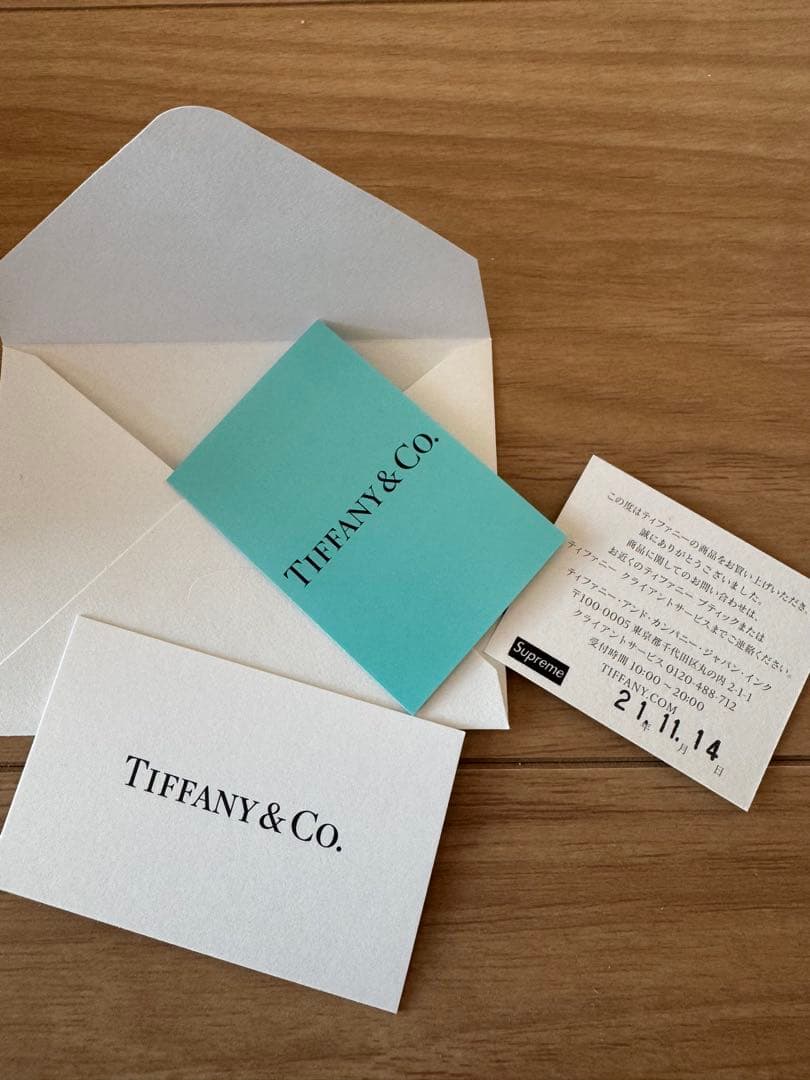 TIFFANY & CO.
TIFFANY & CO.
この度はティファニーの商品をお買い上げいただき
誠にありがとうございました。
商品に関してのお問い合わせは、
お近くのティファニー ブティックまたは
ティファニー クライアントサービスまでご連絡ください。
ティファニー・アンド・カンパニー・ジャパン・インク
〒100-0005 東京都千代田区丸の内 2-1-1
クライアントサービス 0120-488-712
受付時間 10:00 ~ 20:00
TIFFANY.COM
21.年 11.月 14日
Supreme